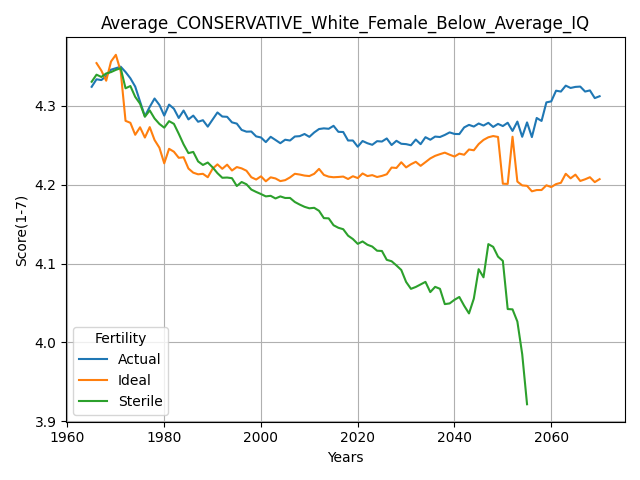 Average_CONSERVATIVE_White_Female_Below_Average_IQ
Score(1-7)
4.3
4.2
4.1
4.0
3.9
Fertility
Actual
Ideal
Sterile
1960 1980 2000 2020 2040 2060
Years